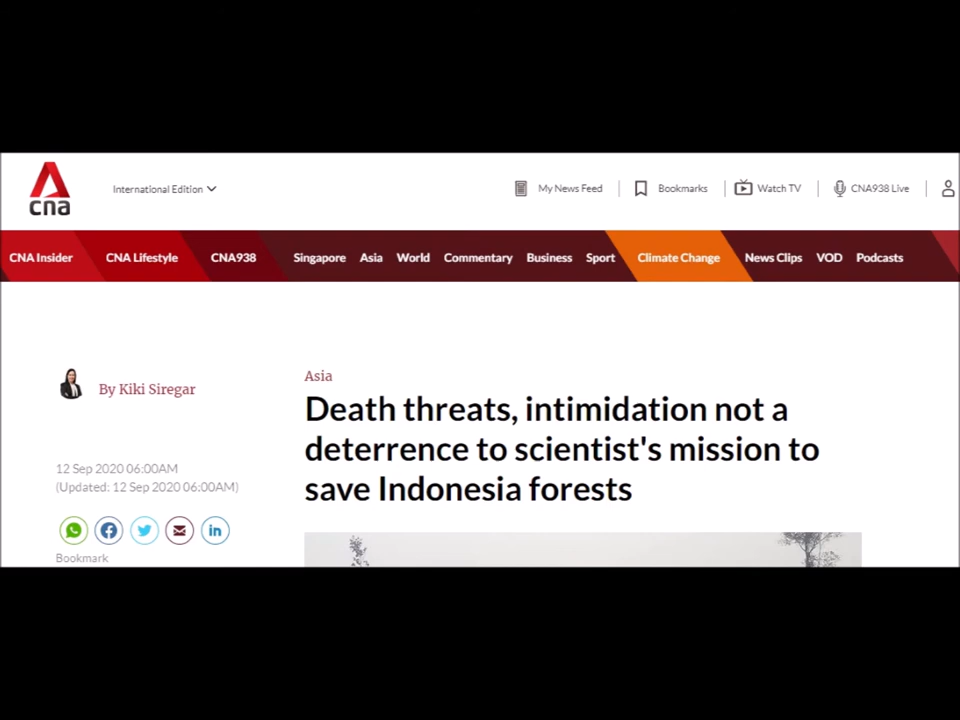 cna
International Edition
My News Feed
Bookmarks
Watch TV
CNA938 Live
CNA Insider
CNA Lifestyle
CNA938
Singapore
Asia
World
Commentary
Business
Sport
Climate Change
News Clips
VOD
Podcasts
By Kiki Siregar
12 Sep 2020 06:00AM
(Updated: 12 Sep 2020 06:00AM)
in
Bookmark
Asia
Death threats, intimidation not a
deterrence to scientist's mission to
save Indonesia forests